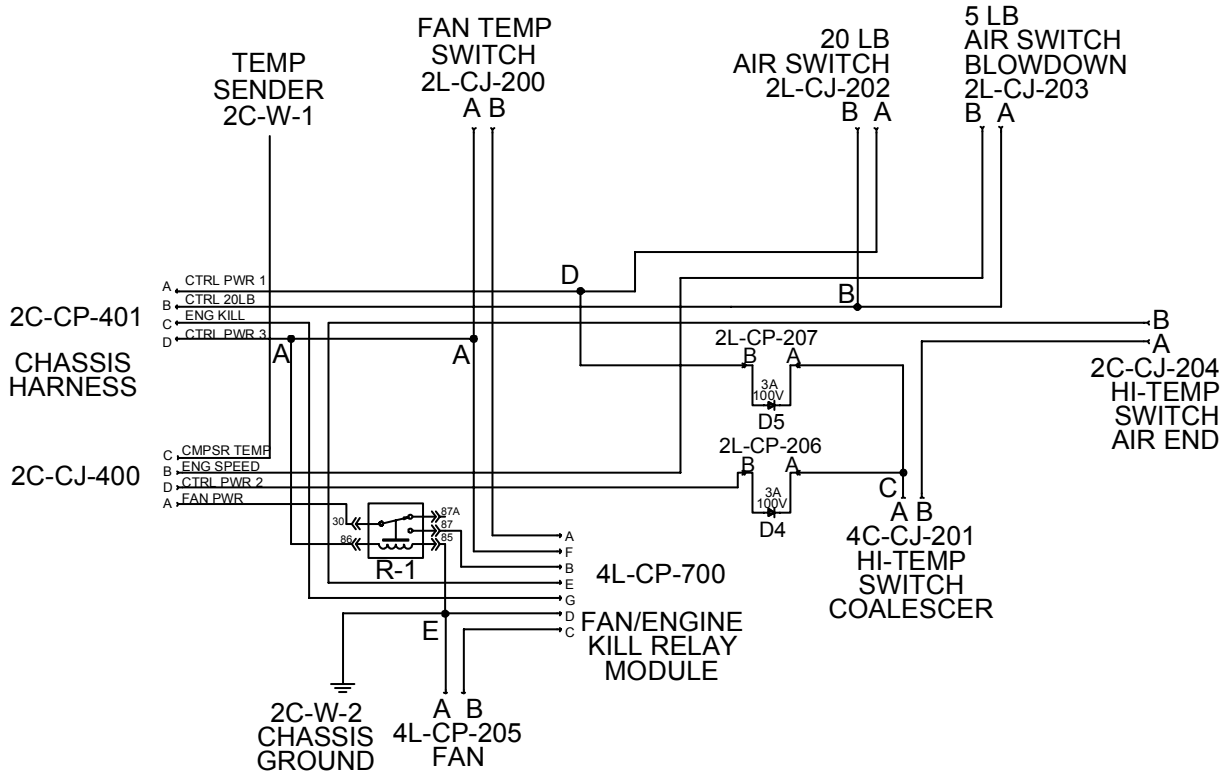 FAN TEMP
SWITCH
2L-CJ-200
A B
TEMP
SENDER
2C-W-1
20 LB
AIR SWITCH
2L-CJ-202
B A
5 LB
AIR SWITCH
BLOWDOWN
2L-CJ-203
B A
2C-CP-401
CHASSIS
HARNESS
A CTRL PWR 1
B CTRL 20LB
C ENG KILL
D CTRL PWR 3
D
B
A
A
B
A
2C-CJ-204
HI-TEMP
SWITCH
AIR END
2L-CP-207
B A
3A
100V
D5
2L-CP-206
B A
3A
100V
D4
2C-CJ-400
C CMPSR TEMP
B ENG SPEED
D CTRL PWR 2
A FAN PWR
C
A B
4C-CJ-201
HI-TEMP
SWITCH
COALESCER
30
86
87A
87
85
R-1
A
F
B
E
G
D
C
4L-CP-700
FAN/ENGINE
KILL RELAY
MODULE
E
2C-W-2
CHASSIS
GROUND
A B
4L-CP-205
FAN